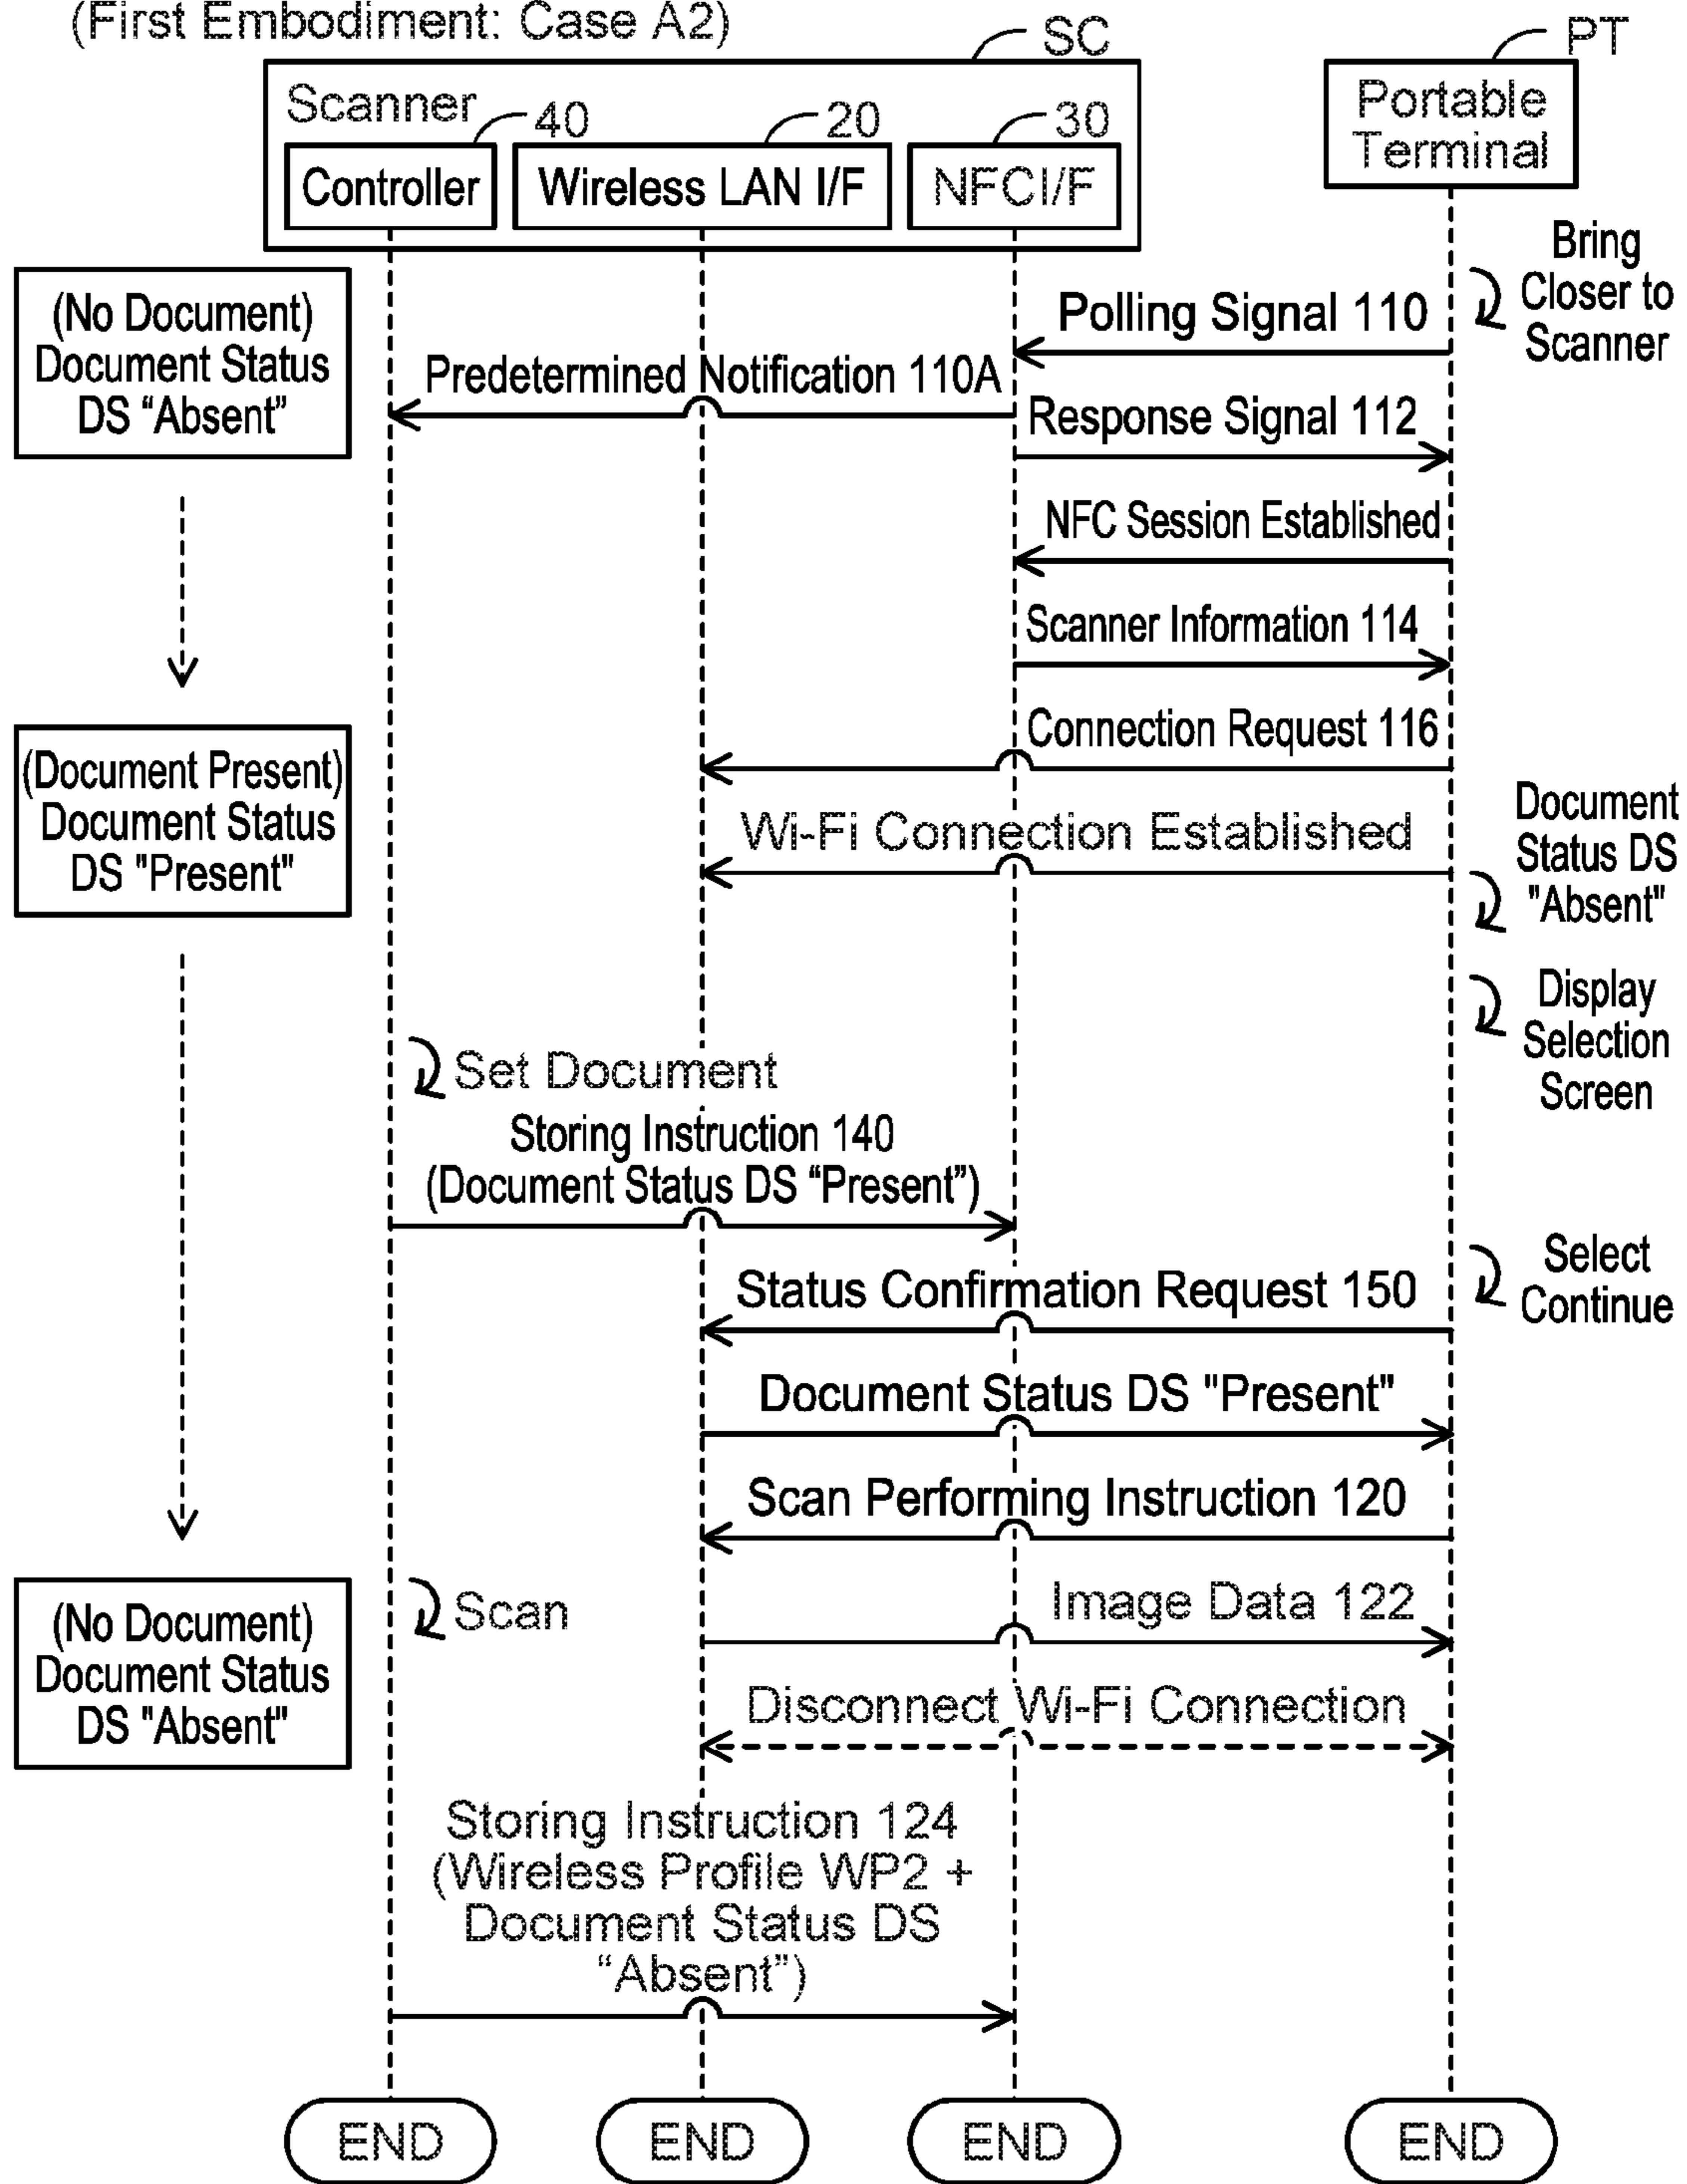 (First Embodiment: Case A2)
SC
PT
Scanner
40
20
30
Portable
Terminal
Controller
Wireless LAN I/F
NFCI/F
Bring
Closer to
Scanner
(No Document)
Document Status
DS “Absent”
Polling Signal 110
Predetermined Notification 110A
Response Signal 112
NFC Session Established
Scanner Information 114
Connection Request 116
(Document Present)
Document Status
DS "Present"
Wi-Fi Connection Established
Document
Status DS
"Absent"
Display
Selection
Screen
Set Document
Storing Instruction 140
(Document Status DS “Present”)
Select
Continue
Status Confirmation Request 150
Document Status DS "Present"
Scan Performing Instruction 120
(No Document)
Document Status
DS "Absent"
Scan
Image Data 122
Disconnect Wi-Fi Connection
Storing Instruction 124
(Wireless Profile WP2 +
Document Status DS
“Absent”)
END
END
END
END